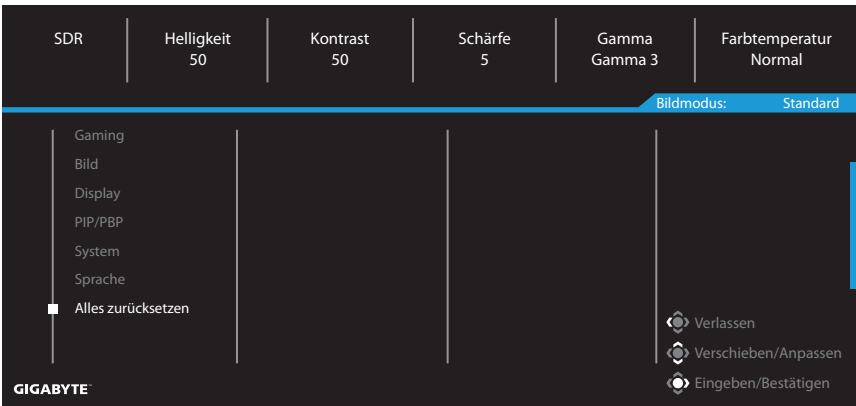 SDR
Helligkeit
50
Kontrast
50
Schärfe
5
Gamma
Gamma 3
Farbtemperatur
Normal
Bildmodus: Standard
Gaming
Bild
Display
PIP/PBP
System
Sprache
Alles zurücksetzen
Verlassen
Verschieben/Anpassen
Eingeben/Bestätigen
GIGABYTE™